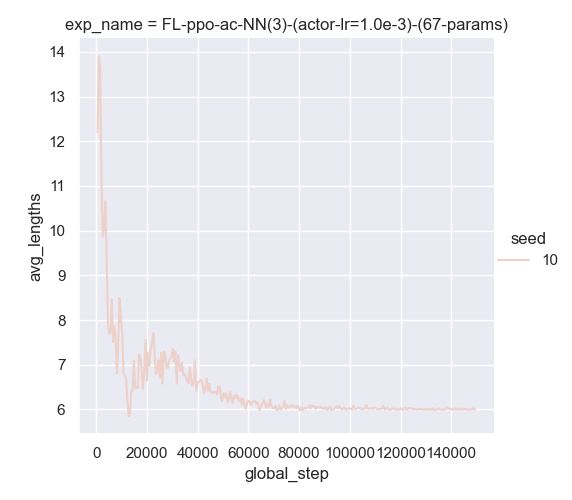 exp_name = FL-ppo-ac-NN(3)-(actor-lr=1.0e-3)-(67-params)
14
13
12
11
10
9
8
7
6
avg_lengths
0 20000 40000 60000 80000 100000 120000 140000
global_step
seed
10